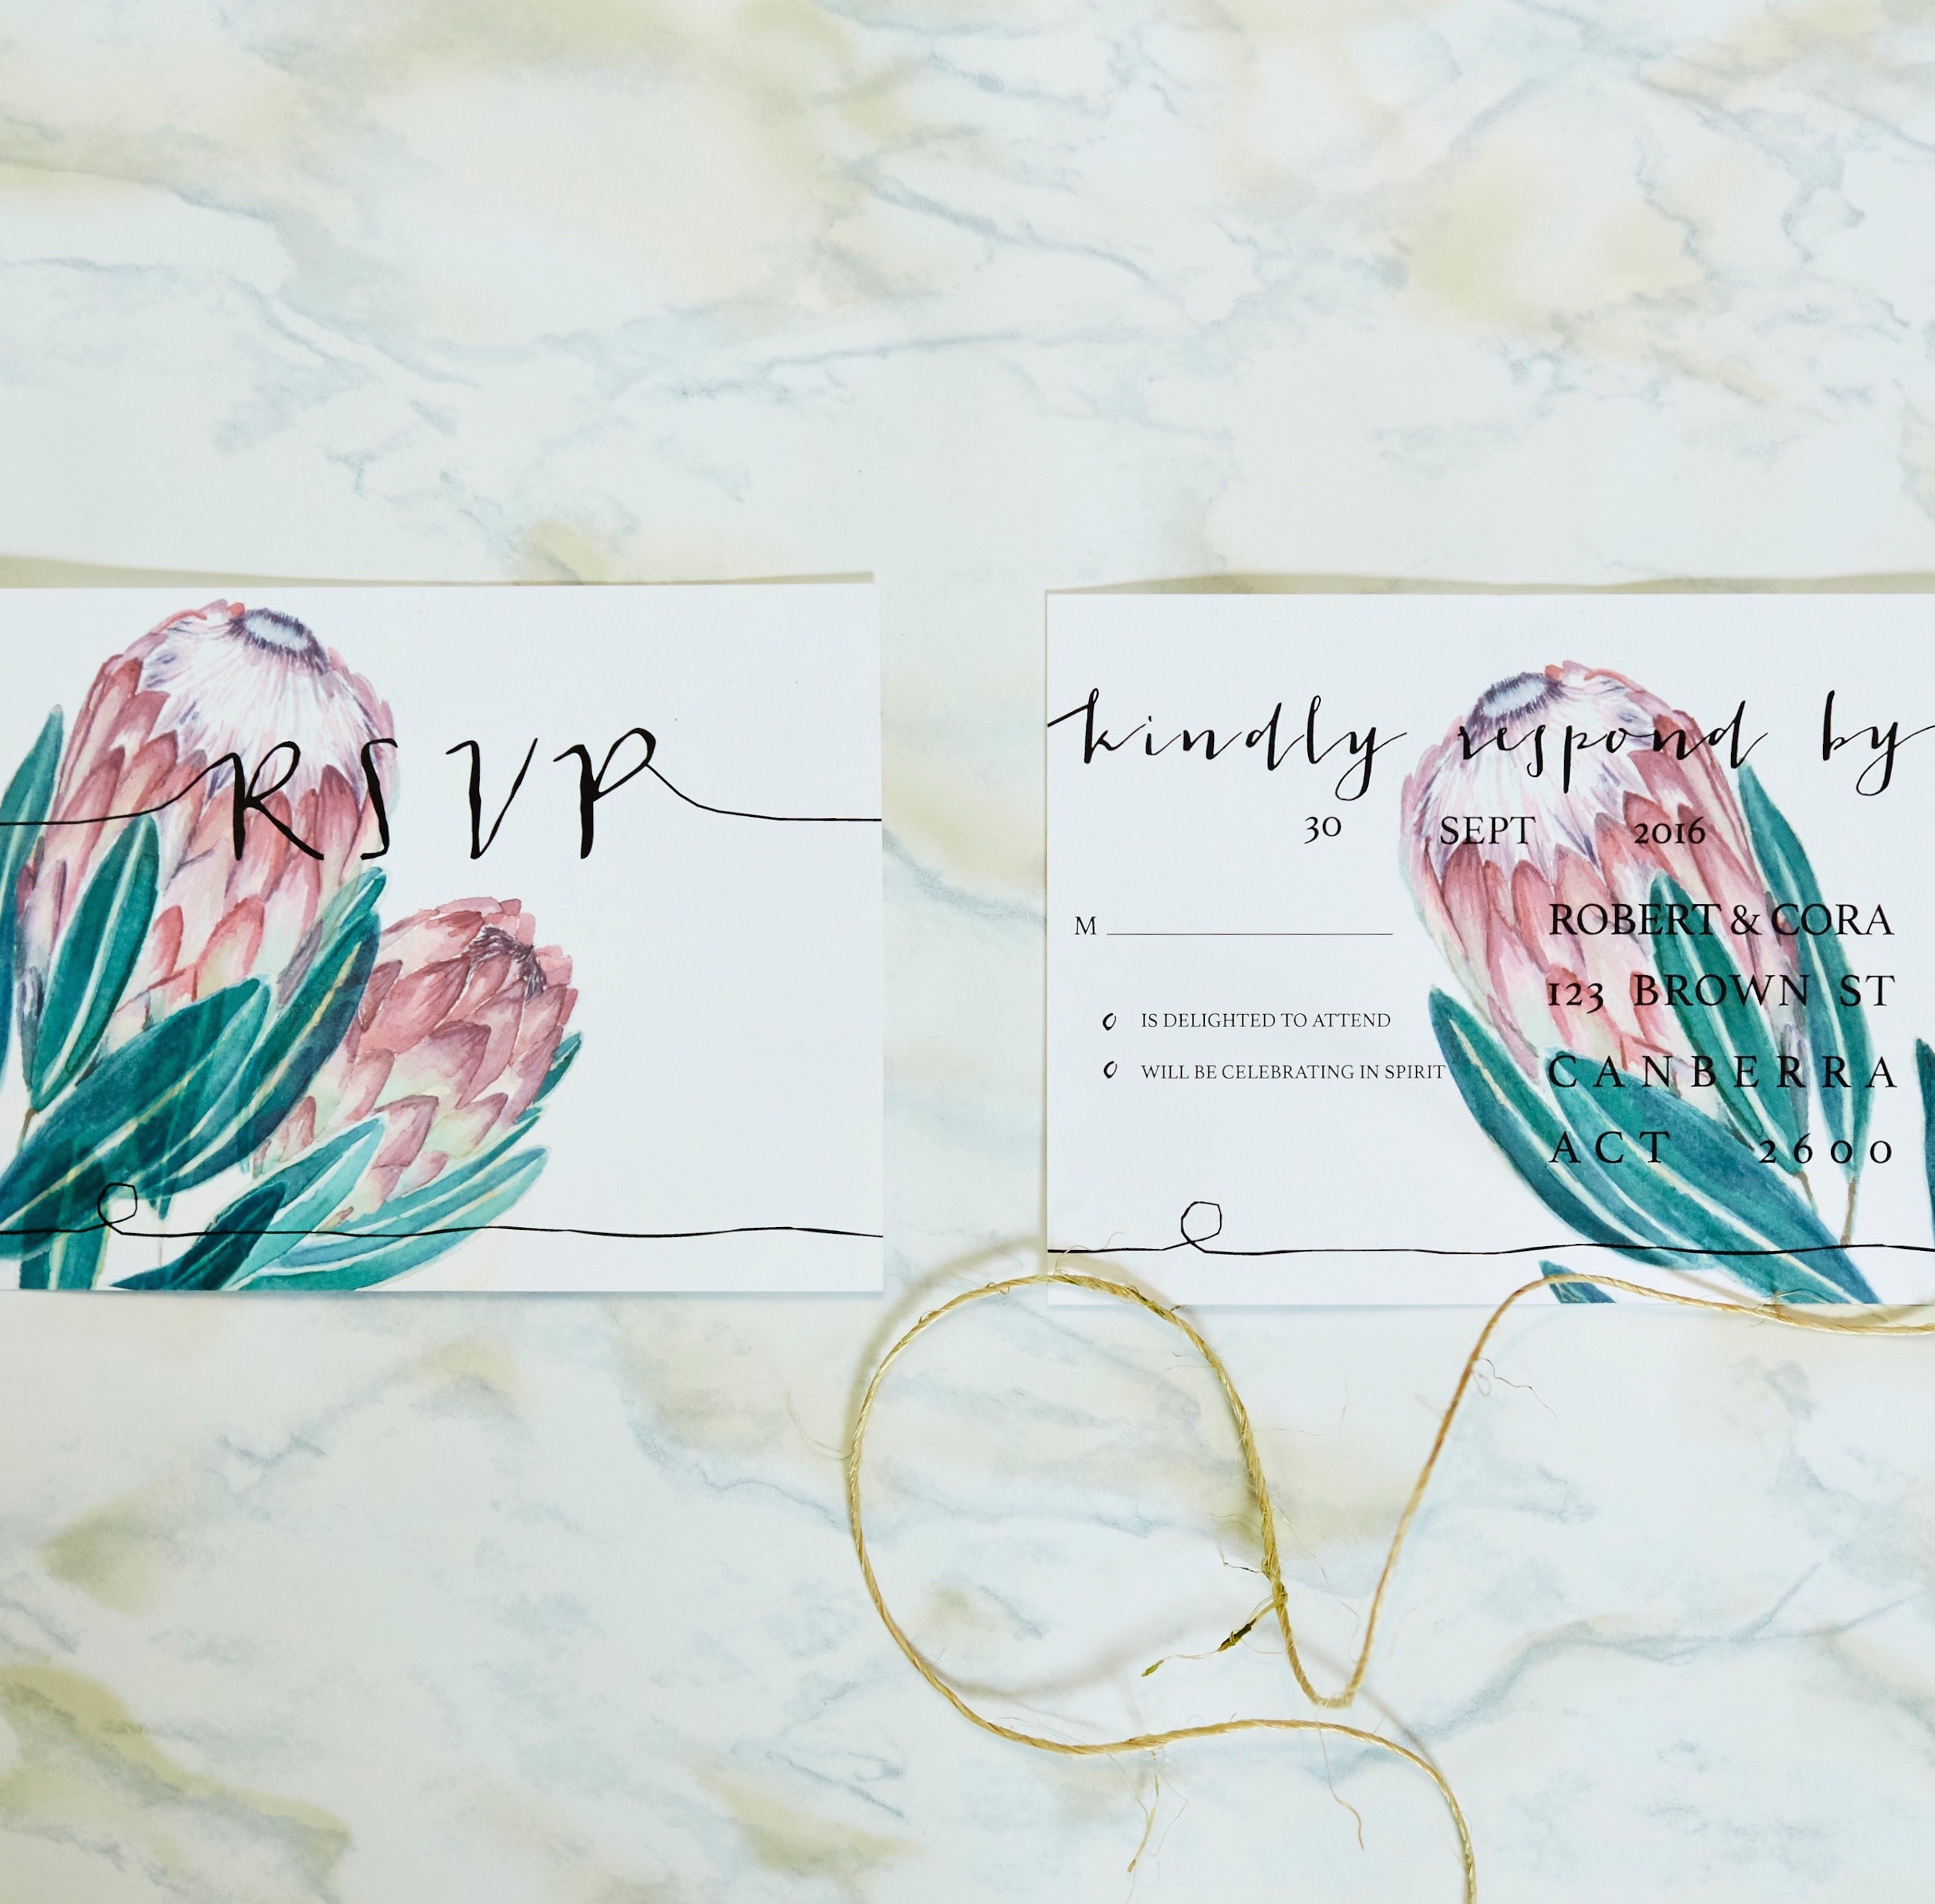 RSVP
kindly respond by
30 SEPT 2016
M
IS DELIGHTED TO ATTEND
WILL BE CELEBRATING IN SPIRIT
ROBERT & CORA
123 BROWN ST
CANBERRA
ACT 2600